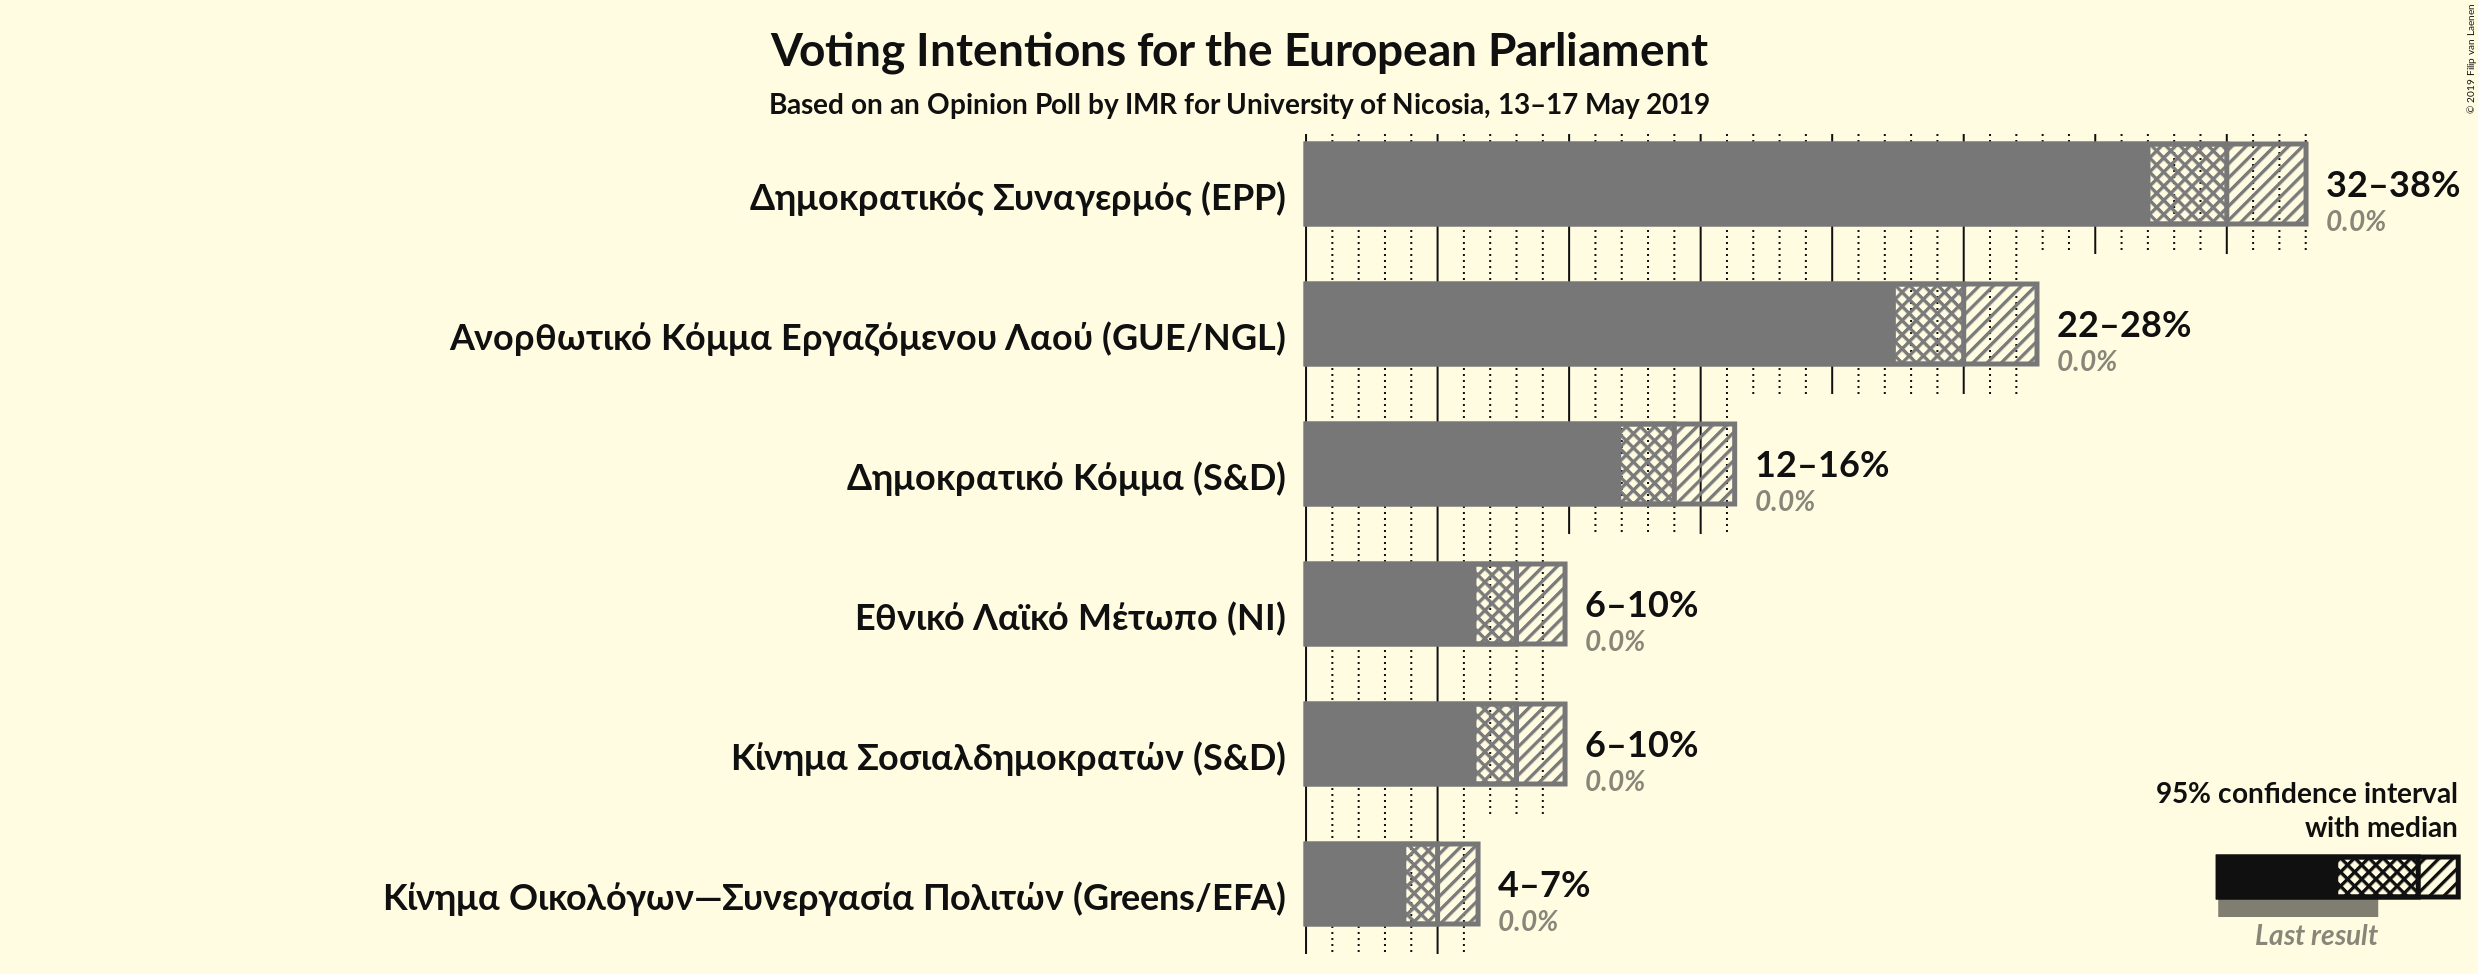 Voting Intentions for the European Parliament
Based on an Opinion Poll by IMR for University of Nicosia, 13–17 May 2019
© 2019 Filip van Laenen
Δημοκρατικός Συναγερμός (EPP)
32–38%
0.0%
Ανορθωτικό Κόμμα Εργαζόμενου Λαού (GUE/NGL)
22–28%
0.0%
Δημοκρατικό Κόμμα (S&D)
12–16%
0.0%
Εθνικό Λαϊκό Μέτωπο (NI)
6–10%
0.0%
Κίνημα Σοσιαλδημοκρατών (S&D)
6–10%
0.0%
Κίνημα Οικολόγων—Συνεργασία Πολιτών (Greens/EFA)
4–7%
0.0%
95% confidence interval
with median
Last result